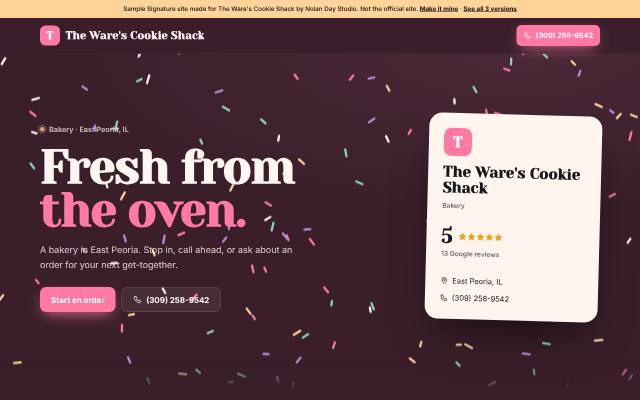 Sample Signature site made for The Ware's Cookie Shack by Nolan Day Studio. Not the official site. Make it mine · See all 3 versions
T The Ware's Cookie Shack
(309) 258-9542
Bakery · East Peoria, IL
Fresh from
the oven.
A bakery in East Peoria. Stop in, call ahead, or ask about an
order for your next get-together.
Start an order
(309) 258-9542
T
The Ware's Cookie
Shack
Bakery
5
13 Google reviews
East Peoria, IL
(309) 258-9542